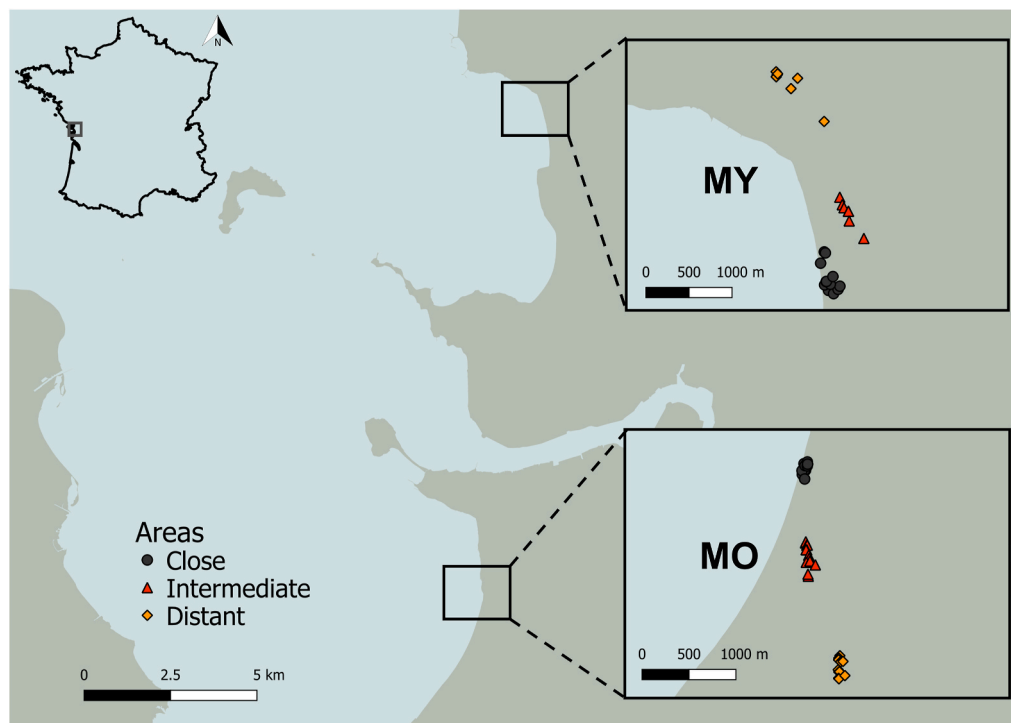 N
MY
0 500 1000 m
MO
0 500 1000 m
Areas
Close
Intermediate
Distant
0 2.5 5 km